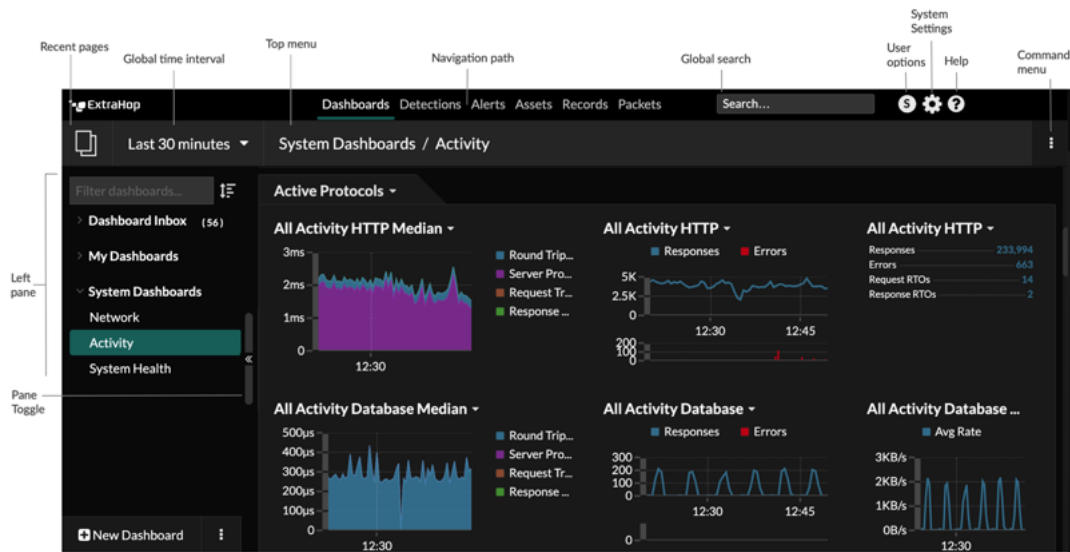 System
Settings
Recent pages
Global time interval
Top menu
Navigation path
Global search
User
options
Help
Command
menu
ExtraHop
Dashboards Detections Alerts Assets Records Packets
Search...
S
?
Last 30 minutes
System Dashboards / Activity
Left
pane
Pane
Toggle
Filter dashboards...
Dashboard Inbox (56)
My Dashboards
System Dashboards
Network
Activity
System Health
New Dashboard
Active Protocols
All Activity HTTP Median
3ms
2ms
1ms
0
12:30
Round Trip...
Server Pro...
Request Tr...
Response ...
All Activity HTTP
Responses Errors
5K
2.5K
0
12:30 12:45
200
100
0
All Activity HTTP
Responses 233,994
Errors 663
Request RTOs 14
Response RTOs 2
All Activity Database Median
500μs
400μs
300μs
200μs
100μs
0
12:30
Round Trip...
Server Pro...
Request Tr...
Response ...
All Activity Database
Responses Errors
300
200
100
0
12:30 12:45
0
All Activity Database ...
Avg Rate
3KB/s
2KB/s
1KB/s
0B/s
12:30